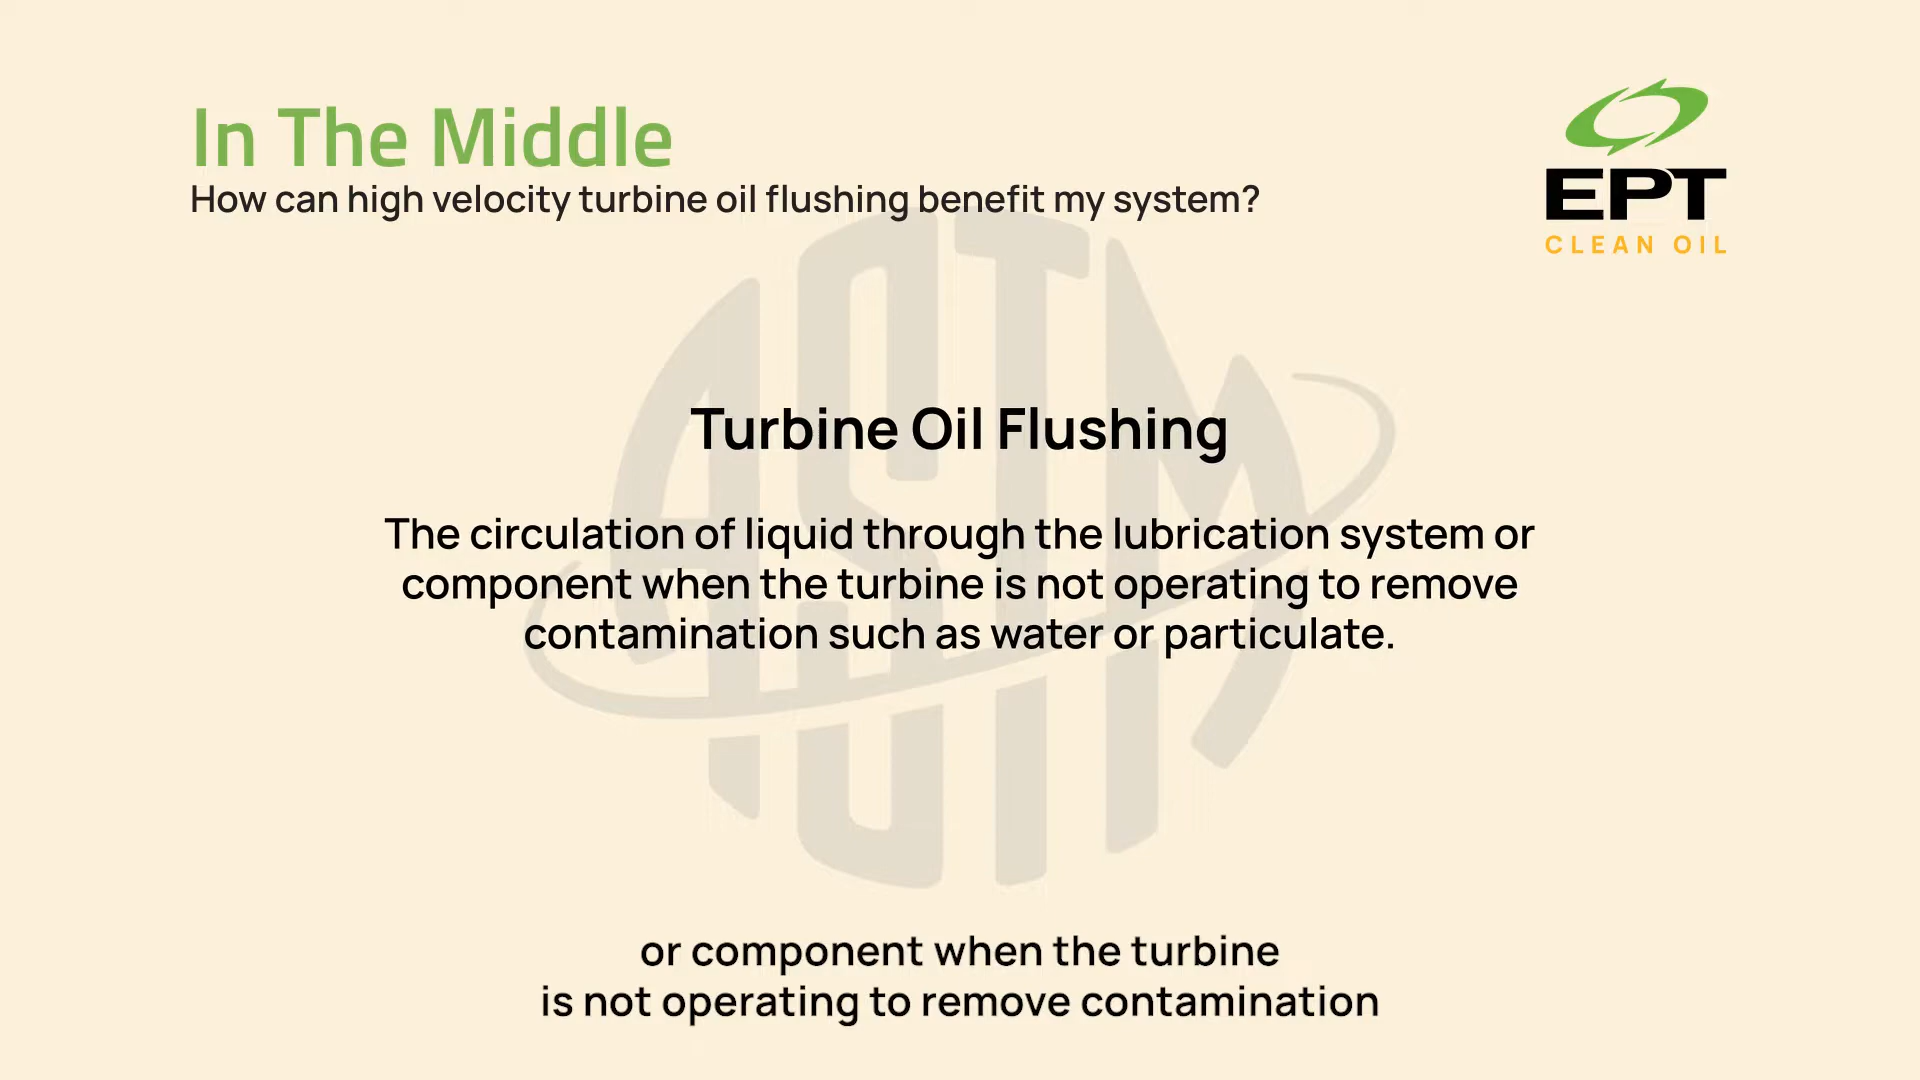 In The Middle
How can high velocity turbine oil flushing benefit my system?
EPT
CLEAN OIL
ASTM
Turbine Oil Flushing
The circulation of liquid through the lubrication system or
component when the turbine is not operating to remove
contamination such as water or particulate.
or component when the turbine
is not operating to remove contamination